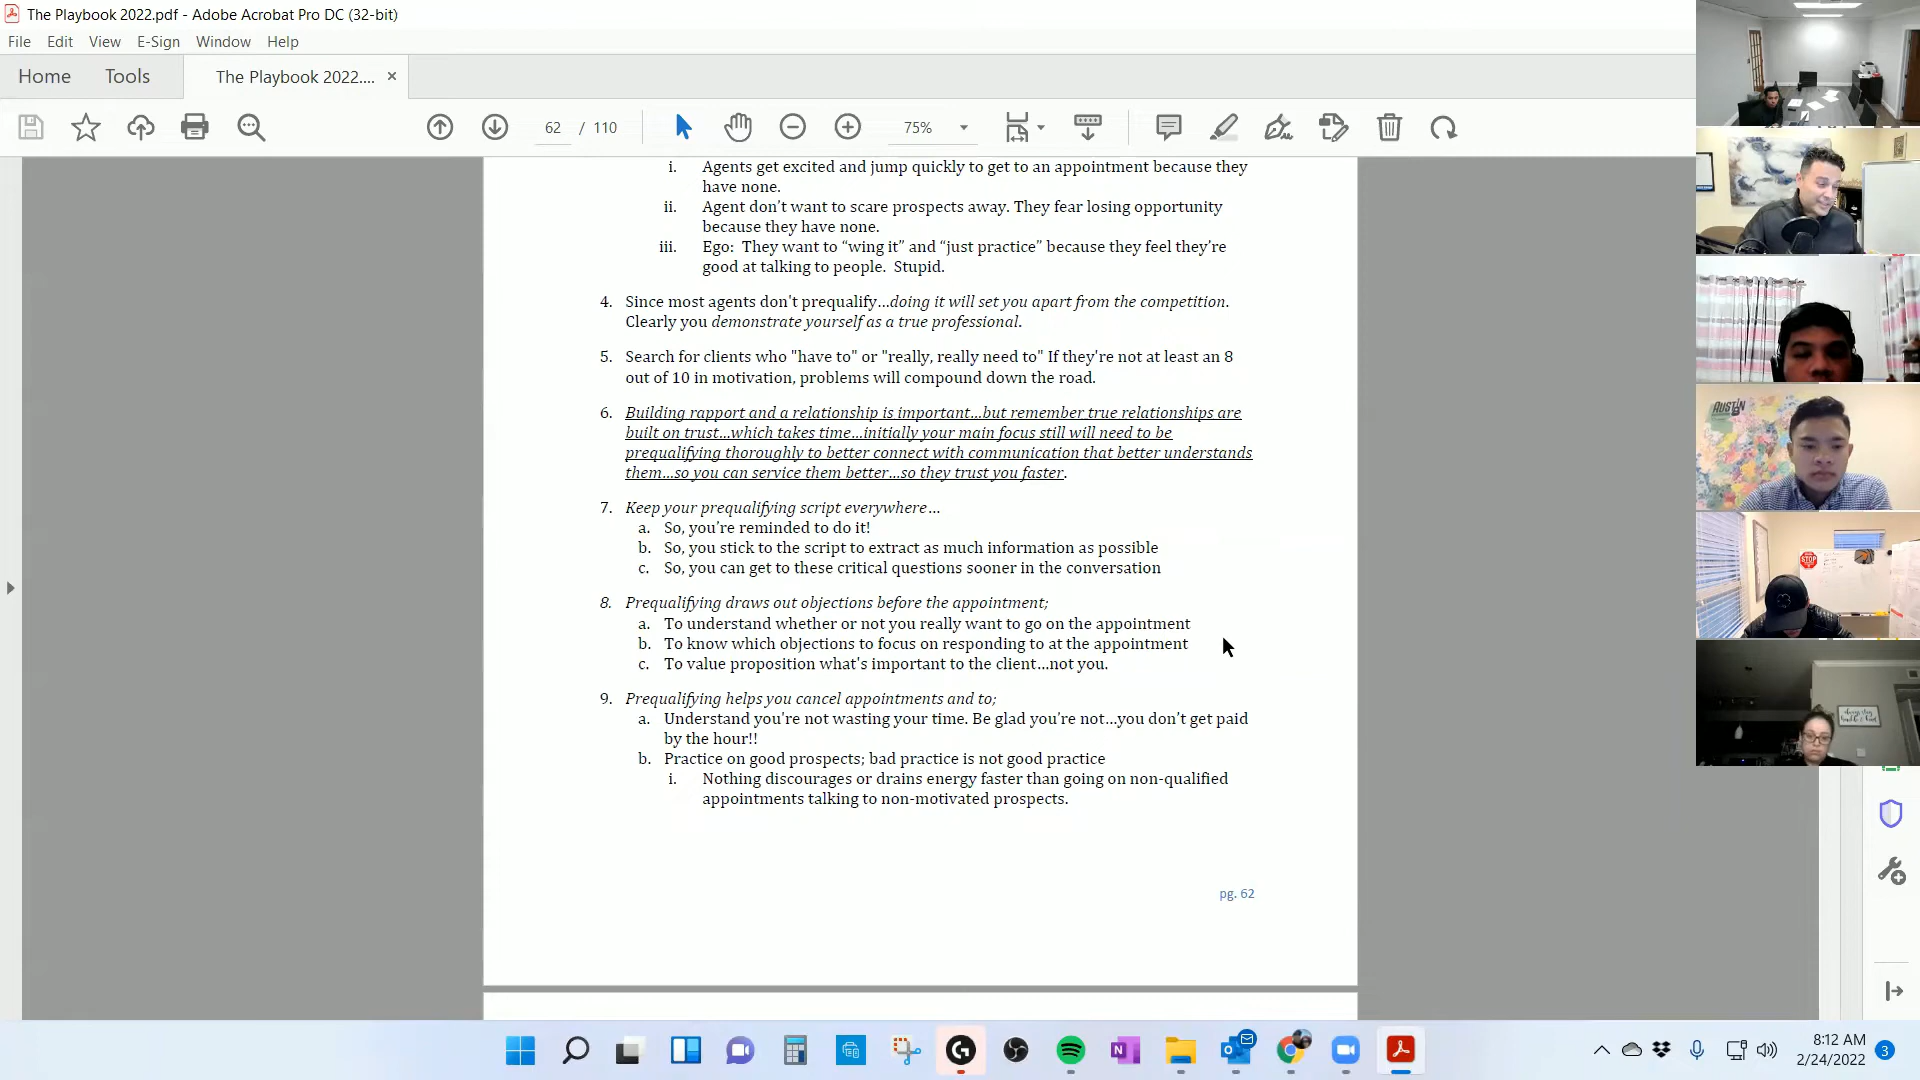 The Playbook 2022.pdf - Adobe Acrobat Pro DC (32-bit)
File Edit View E-Sign Window Help
Home Tools The Playbook 2022.... ×
62 / 110 75%
i. Agents get excited and jump quickly to get to an appointment because they
have none.
ii. Agent don’t want to scare prospects away. They fear losing opportunity
because they have none.
iii. Ego: They want to “wing it” and “just practice” because they feel they’re
good at talking to people. Stupid.
4. Since most agents don't prequalify…doing it will set you apart from the competition.
Clearly you demonstrate yourself as a true professional.
5. Search for clients who "have to" or "really, really need to" If they're not at least an 8
out of 10 in motivation, problems will compound down the road.
6. Building rapport and a relationship is important…but remember true relationships are
built on trust…which takes time…initially your main focus still will need to be
prequalifying thoroughly to better connect with communication that better understands
them…so you can service them better…so they trust you faster.
7. Keep your prequalifying script everywhere…
a. So, you’re reminded to do it!
b. So, you stick to the script to extract as much information as possible
c. So, you can get to these critical questions sooner in the conversation
8. Prequalifying draws out objections before the appointment;
a. To understand whether or not you really want to go on the appointment
b. To know which objections to focus on responding to at the appointment
c. To value proposition what's important to the client…not you.
9. Prequalifying helps you cancel appointments and to;
a. Understand you're not wasting your time. Be glad you’re not…you don’t get paid
by the hour!!
b. Practice on good prospects; bad practice is not good practice
i. Nothing discourages or drains energy faster than going on non-qualified
appointments talking to non-motivated prospects.
pg. 62
AUSTIN
STOP
8:12 AM
2/24/2022
3